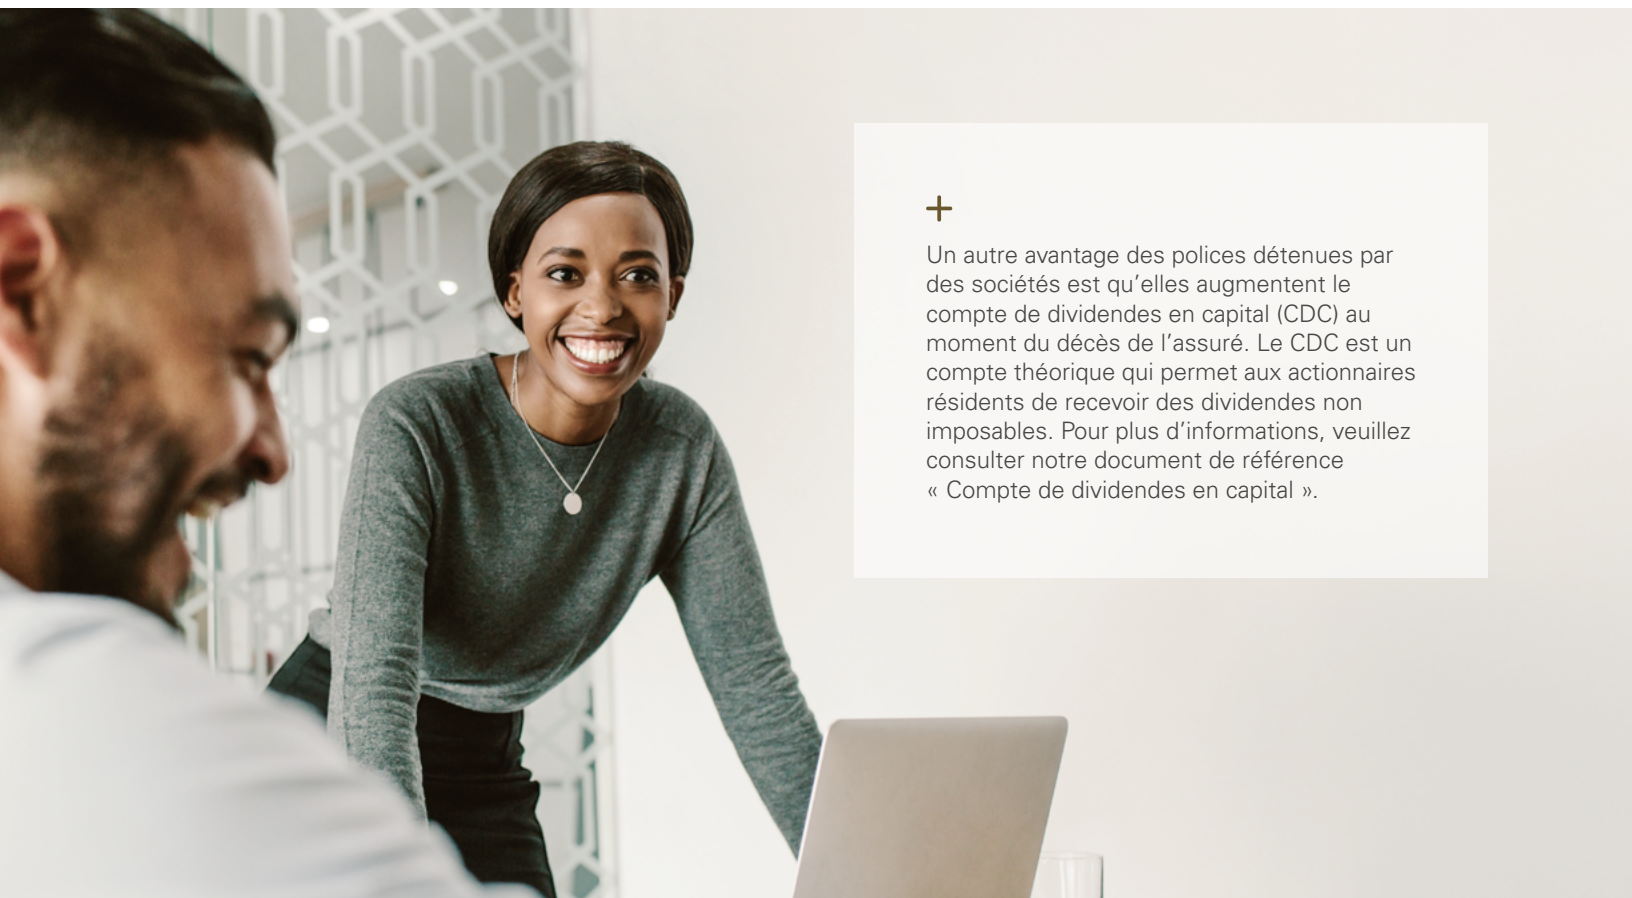 Un autre avantage des polices détenues par
des sociétés est qu’elles augmentent le
compte de dividendes en capital (CDC) au
moment du décès de l’assuré. Le CDC est un
compte théorique qui permet aux actionnaires
résidents de recevoir des dividendes non
imposables. Pour plus d’informations, veuillez
consulter notre document de référence
« Compte de dividendes en capital ».